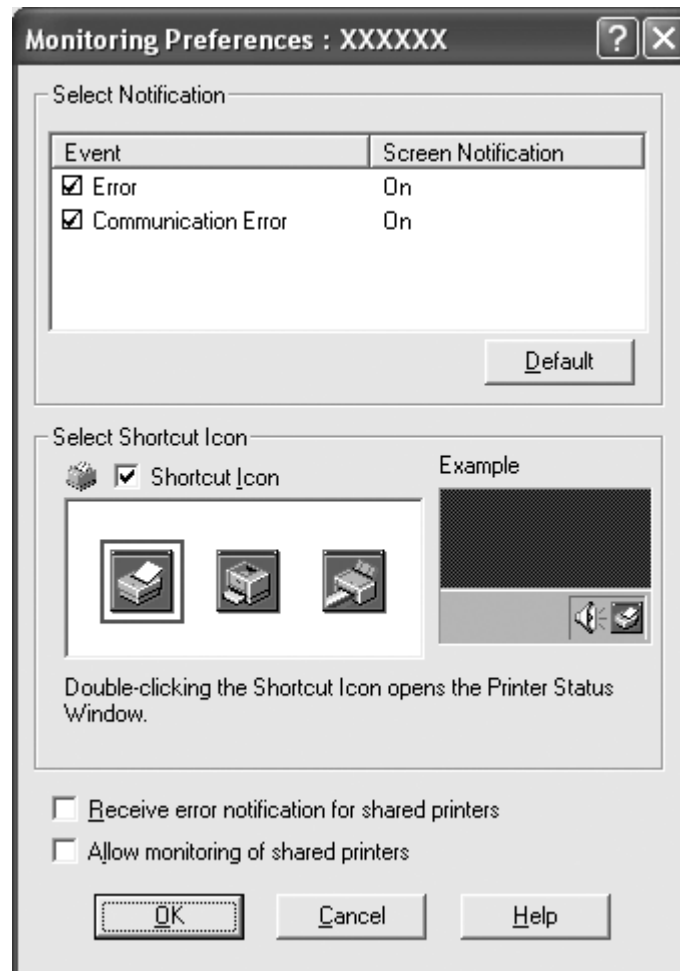 Monitoring Preferences : XXXXXX
Select Notification
Event Screen Notification
Error On
Communication Error On
Default
Select Shortcut Icon
Shortcut Icon
Example
Double-clicking the Shortcut Icon opens the Printer Status
Window.
Receive error notification for shared printers
Allow monitoring of shared printers
OK Cancel Help